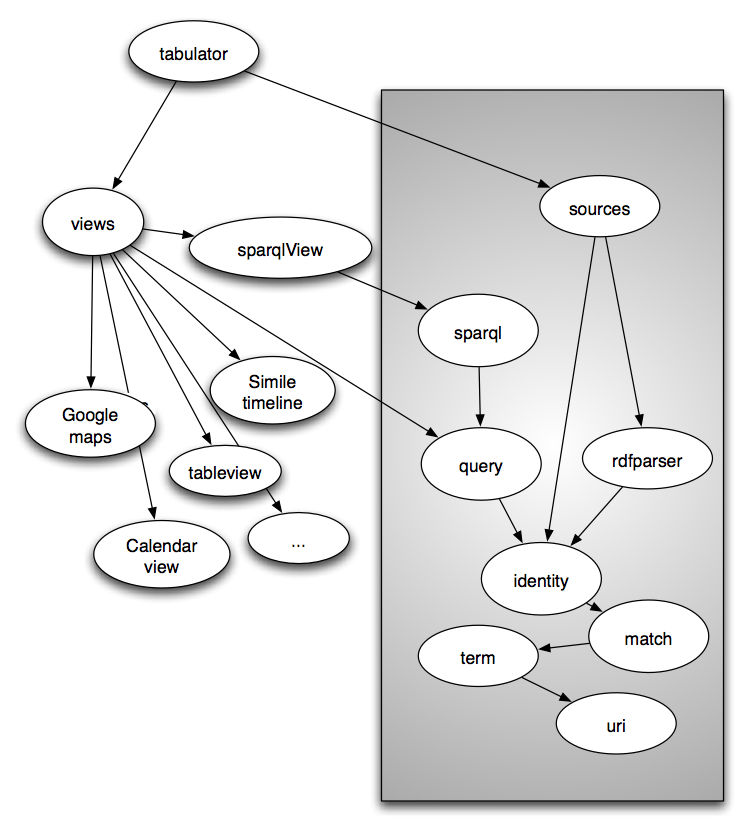 tabulator
sources
views
sparqlView
sparql
Simile
timeline
Google
maps
query
rdfparser
tableview
...
Calendar
view
identity
match
term
uri